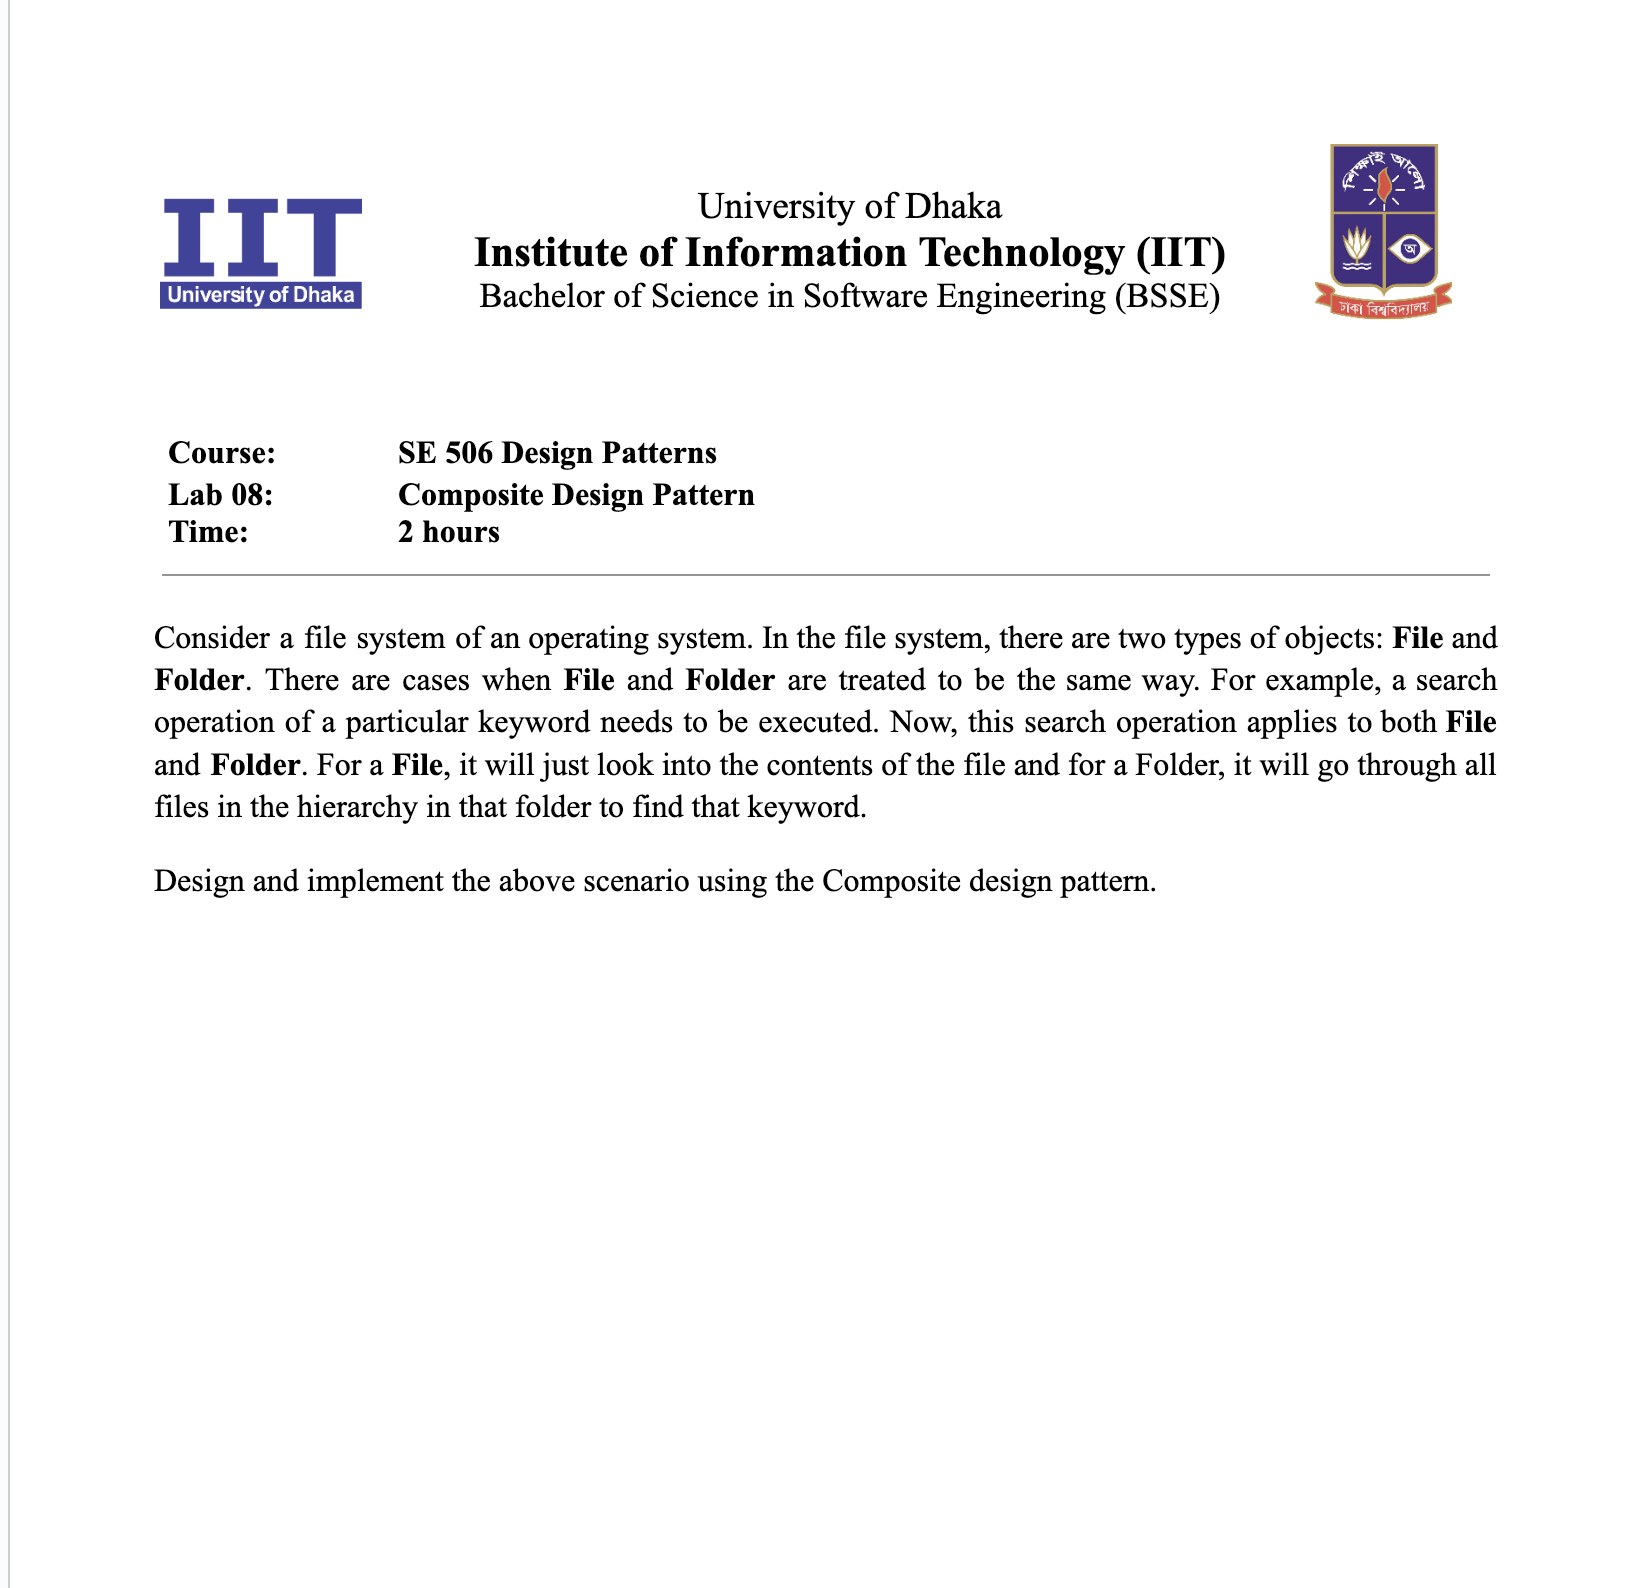 IIT
University of Dhaka
University of Dhaka
Institute of Information Technology (IIT)
Bachelor of Science in Software Engineering (BSSE)
শিক্ষাই আলো
অ
ঢাকা বিশ্ববিদ্যালয়
Course: SE 506 Design Patterns
Lab 08: Composite Design Pattern
Time: 2 hours
Consider a file system of an operating system. In the file system, there are two types of objects: File and
Folder. There are cases when File and Folder are treated to be the same way. For example, a search
operation of a particular keyword needs to be executed. Now, this search operation applies to both File
and Folder. For a File, it will just look into the contents of the file and for a Folder, it will go through all
files in the hierarchy in that folder to find that keyword.
Design and implement the above scenario using the Composite design pattern.